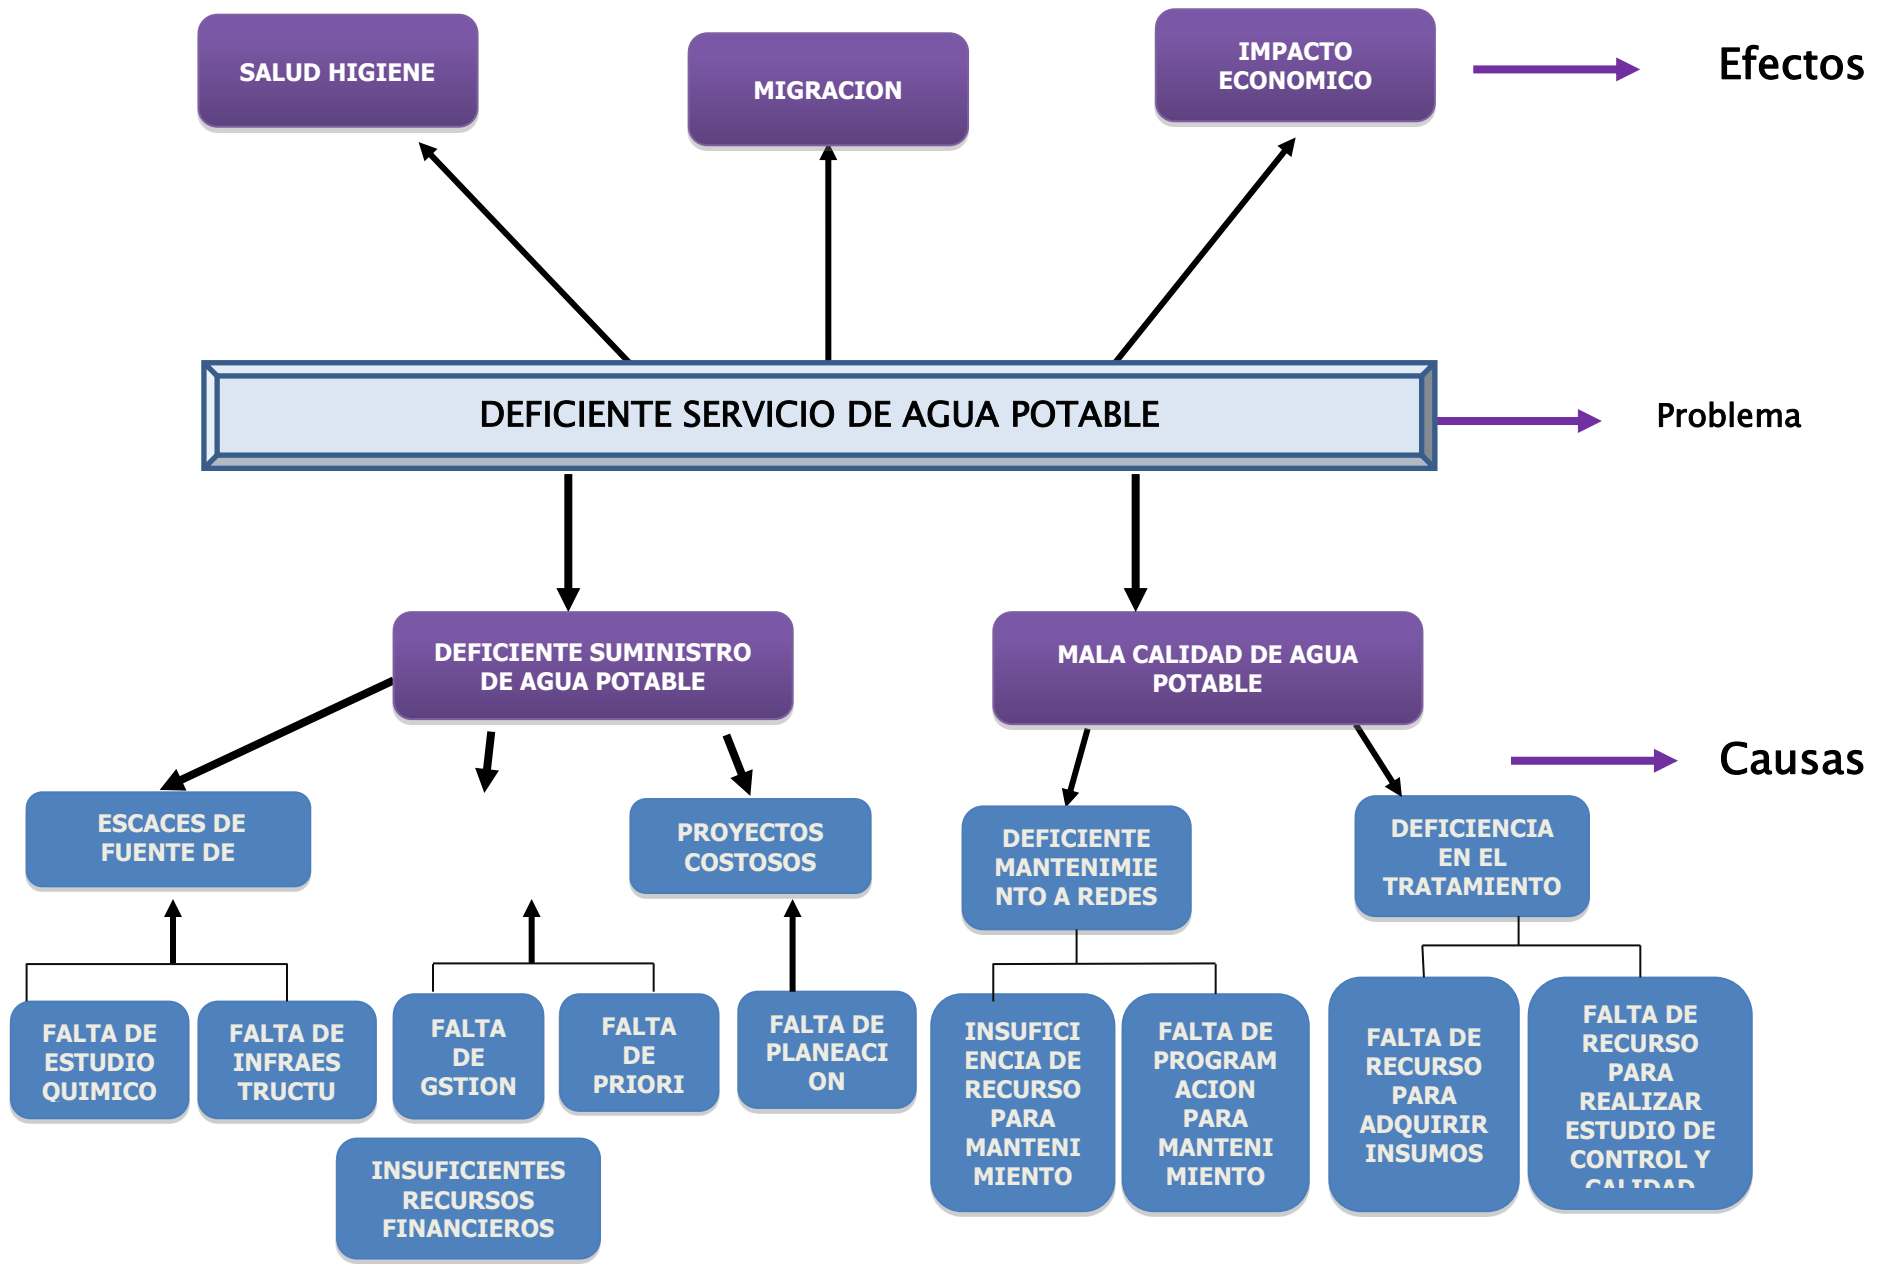 SALUD HIGIENE
MIGRACION
IMPACTO
ECONOMICO
Efectos
DEFICIENTE SERVICIO DE AGUA POTABLE
Problema
DEFICIENTE SUMINISTRO
DE AGUA POTABLE
MALA CALIDAD DE AGUA
POTABLE
Causas
ESCACES DE
FUENTE DE
PROYECTOS
COSTOSOS
DEFICIENTE
MANTENIMIE
NTO A REDES
DEFICIENCIA
EN EL
TRATAMIENTO
FALTA DE
ESTUDIO
QUIMICO
FALTA DE
INFRAES
TRUCTU
FALTA
DE
GSTION
FALTA
DE
PRIORI
FALTA DE
PLANEACI
ON
INSUFICI
ENCIA DE
RECURSO
PARA
MANTENI
MIENTO
FALTA DE
PROGRAM
ACION
PARA
MANTENI
MIENTO
FALTA DE
RECURSO
PARA
ADQUIRIR
INSUMOS
FALTA DE
RECURSO
PARA
REALIZAR
ESTUDIO DE
CONTROL Y
CALIDAD
INSUFICIENTES
RECURSOS
FINANCIEROS